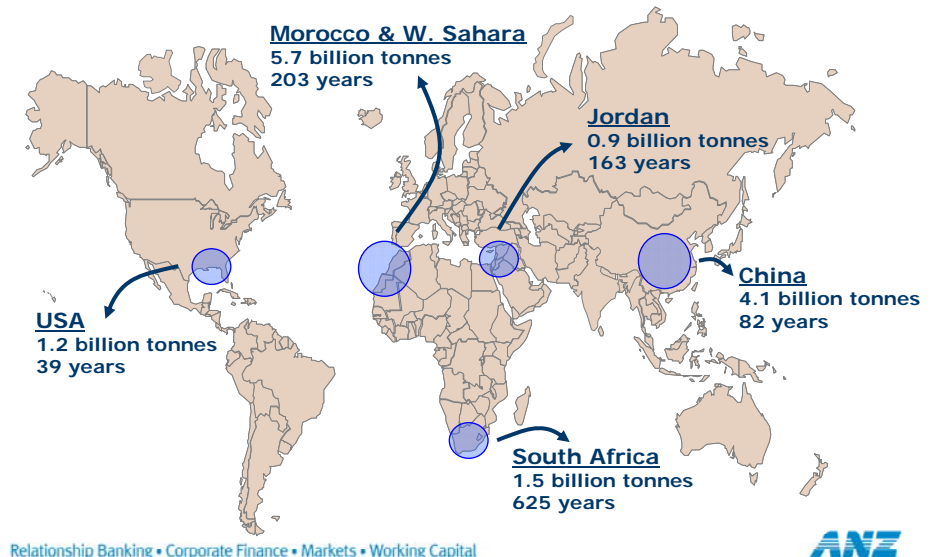 Morocco & W. Sahara
5.7 billion tonnes
203 years
Jordan
0.9 billion tonnes
163 years
China
4.1 billion tonnes
82 years
USA
1.2 billion tonnes
39 years
South Africa
1.5 billion tonnes
625 years
Relationship Banking • Corporate Finance • Markets • Working Capital
ANZ